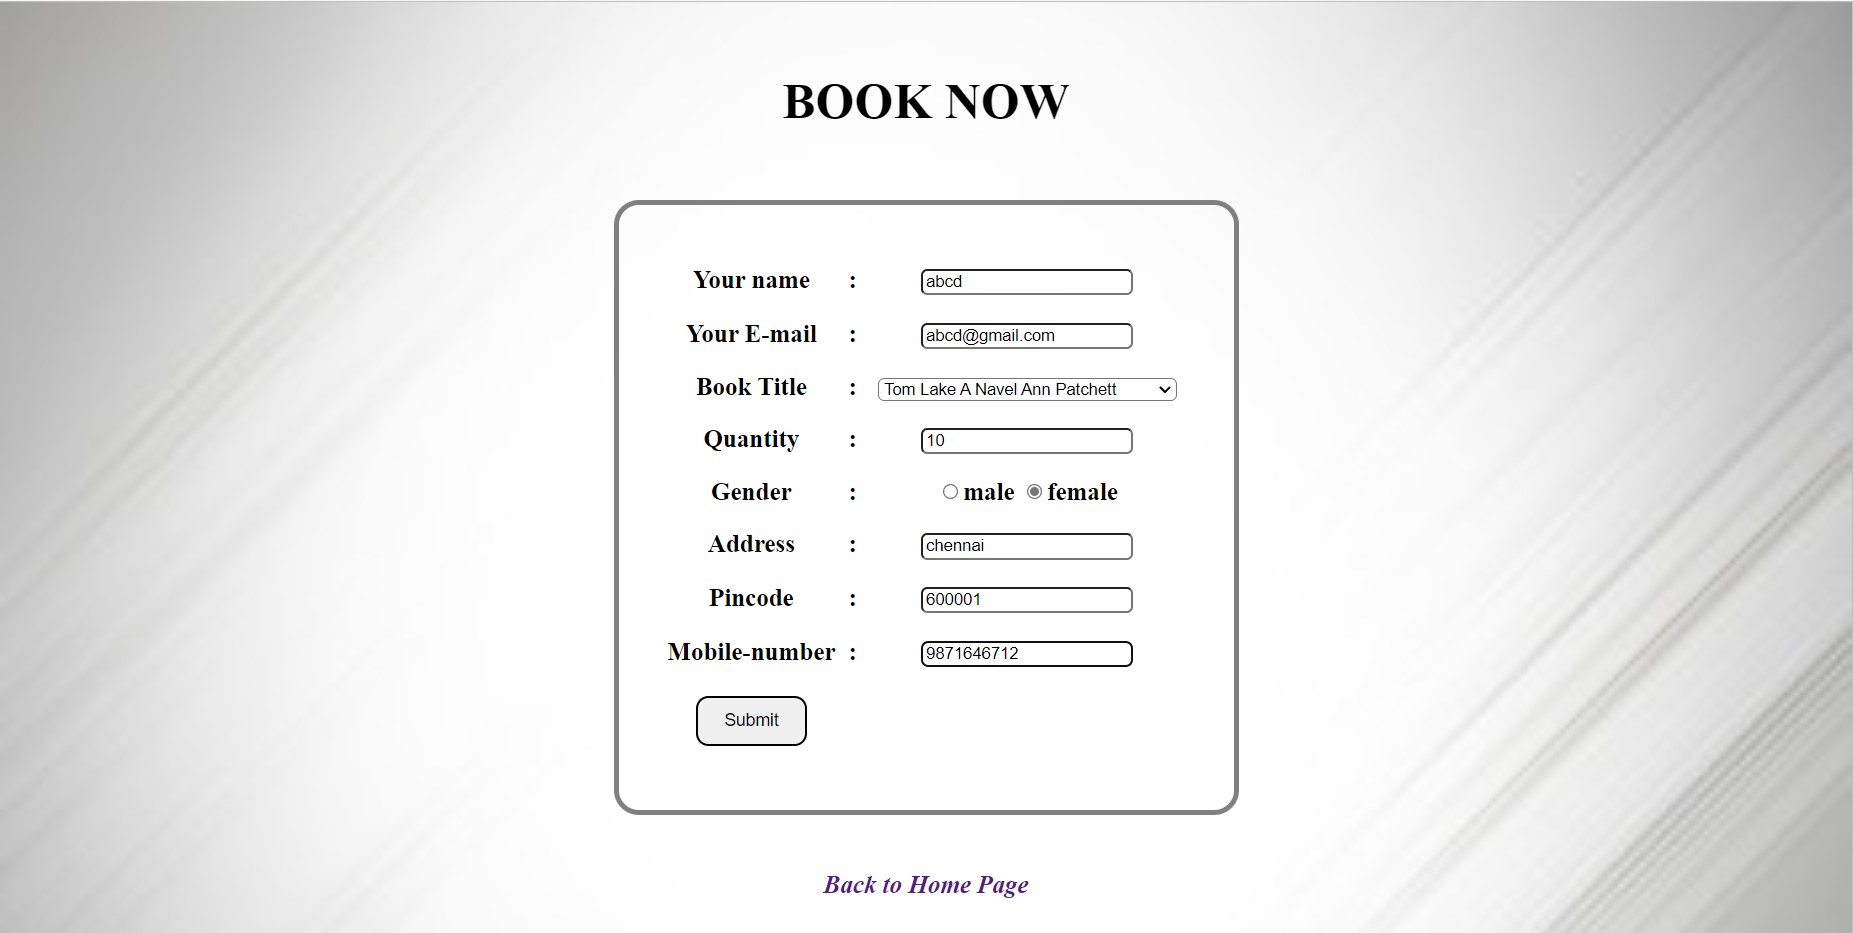 BOOK NOW
Your name : abcd
Your E-mail : abcd@gmail.com
Book Title : Tom Lake A Navel Ann Patchett
Quantity : 10
Gender : male female
Address : chennai
Pincode : 600001
Mobile-number : 9871646712
Submit
Back to Home Page